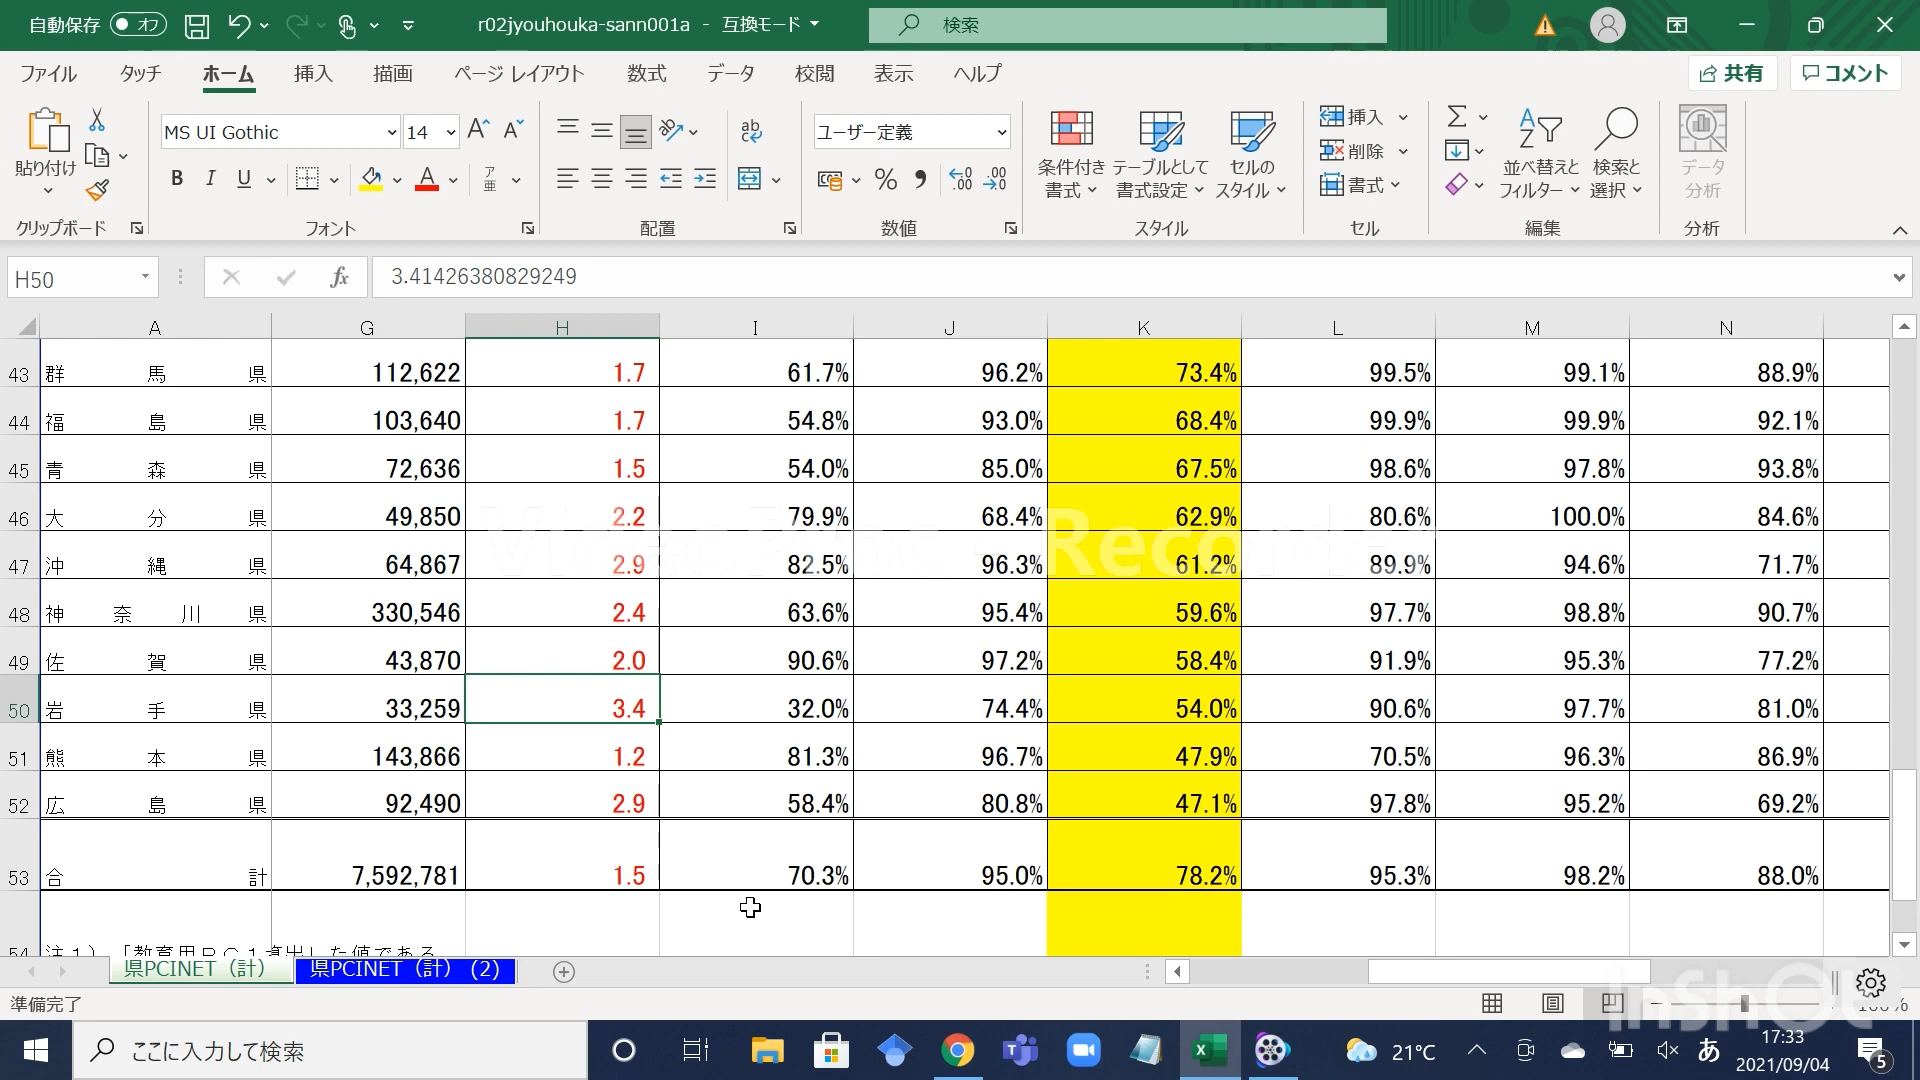 自動保存 オフ r02jyouhouka-sann001a - 互換モード 検索
ファイル タッチ ホーム 挿入 描画 ページ レイアウト 数式 データ 校閲 表示 ヘルプ 共有 コメント
貼り付け MS UI Gothic 14 ユーザー定義 条件付き書式 テーブルとして書式設定 セルのスタイル 挿入 削除 書式 並べ替えとフィルター 検索と選択 データ分析
クリップボード フォント 配置 数値 スタイル セル 編集 分析
H50 fx 3.41426380829249
A G H I J K L M N
43 群馬県 112,622 1.7 61.7% 96.2% 73.4% 99.5% 99.1% 88.9%
44 福島県 103,640 1.7 54.8% 93.0% 68.4% 99.9% 99.9% 92.1%
45 青森県 72,636 1.5 54.0% 85.0% 67.5% 98.6% 97.8% 93.8%
46 大分県 49,850 2.2 79.9% 68.4% 62.9% 80.6% 100.0% 84.6%
47 沖縄県 64,867 2.9 82.5% 96.3% 61.2% 89.9% 94.6% 71.7%
48 神奈川県 330,546 2.4 63.6% 95.4% 59.6% 97.7% 98.8% 90.7%
49 佐賀県 43,870 2.0 90.6% 97.2% 58.4% 91.9% 95.3% 77.2%
50 岩手県 33,259 3.4 32.0% 74.4% 54.0% 90.6% 97.7% 81.0%
51 熊本県 143,866 1.2 81.3% 96.7% 47.9% 70.5% 96.3% 86.9%
52 広島県 92,490 2.9 58.4% 80.8% 47.1% 97.8% 95.2% 69.2%
53 合計 7,592,781 1.5 70.3% 95.0% 78.2% 95.3% 98.2% 88.0%
54
県PCINET（計） 県PCINET（計） (2)
準備完了
InShOt
ここに入力して検索 21°C あ 17:33
2021/09/04 5